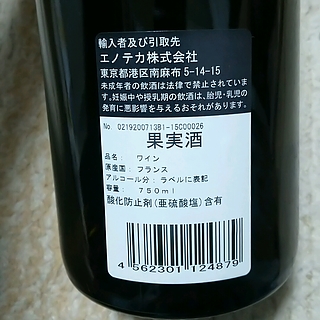 輸入者及び引取先
エノテカ株式会社
東京都港区南麻布 5-14-15
未成年者の飲酒は法律で禁止されていま
す。妊娠中や授乳期の飲酒は、胎児・乳児の
発育に悪影響を与えるおそれがあります。
No. 0219200713B1-15C00026
果実酒
品名: ワイン
原産国: フランス
アルコール分: ラベルに表記
容量: 750ml
酸化防止剤(亜硫酸塩)含有
4 562301 124879